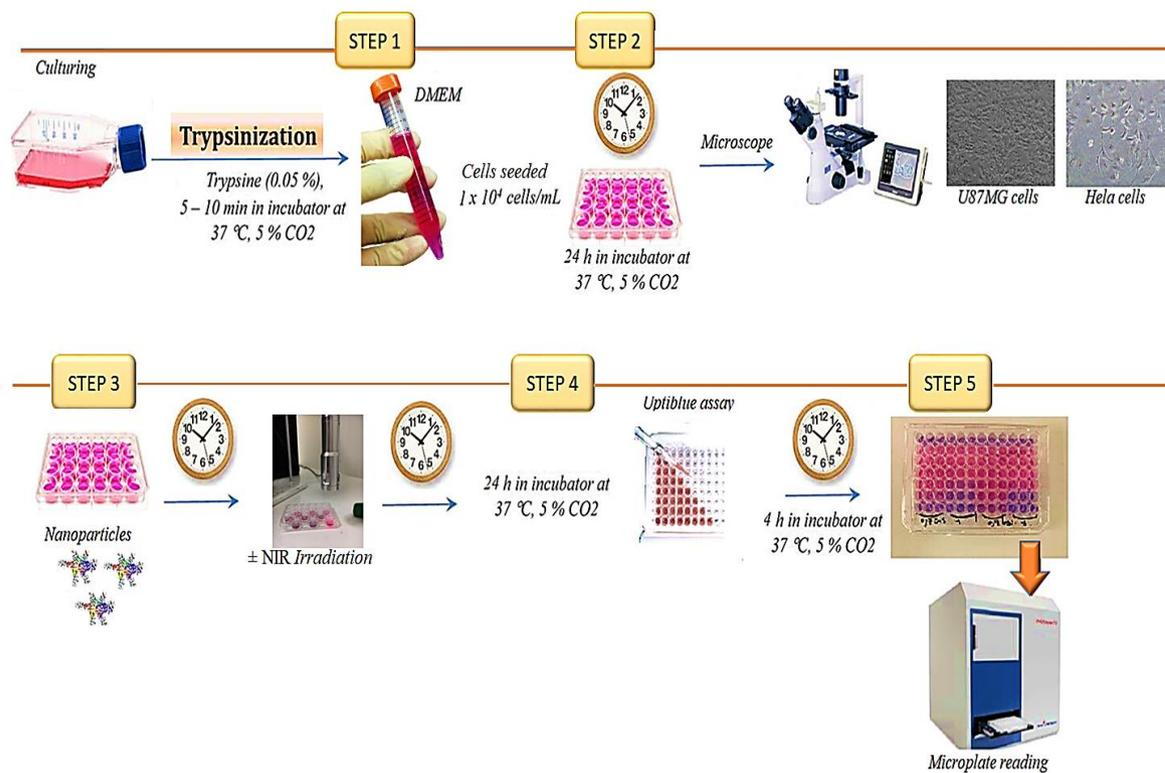 STEP 1
STEP 2
Culturing
Trypsinization
Trypsine (0.05 %),
5 – 10 min in incubator at
37 ℃, 5 % CO2
DMEM
Cells seeded
1 x 10⁴ cells/mL
24 h in incubator at
37 ℃, 5 % CO2
Microscope
U87MG cells
Hela cells
STEP 3
STEP 4
STEP 5
Nanoparticles
± NIR Irradiation
24 h in incubator at
37 ℃, 5 % CO2
Uptiblue assay
4 h in incubator at
37 ℃, 5 % CO2
Microplate reading